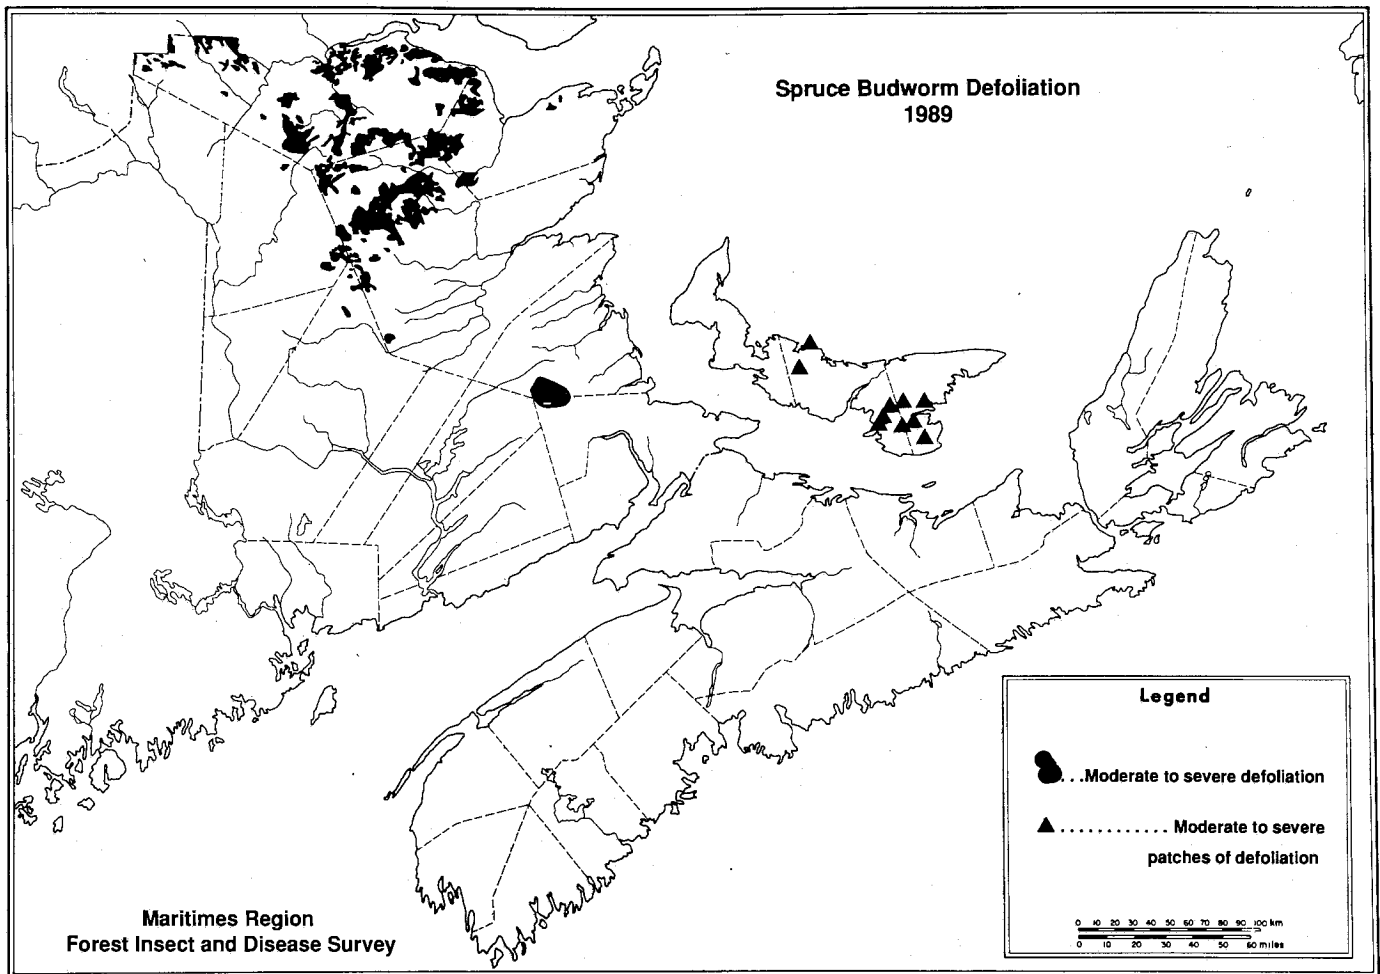 Spruce Budworm Defoliation
1989
Legend
. . .Moderate to severe defoliation
. . . . . . . . . . . . Moderate to severe
patches of defoliation
0 10 20 30 40 50 60 70 80 90 100 km
0 10 20 30 40 50 60 miles
Maritimes Region
Forest Insect and Disease Survey